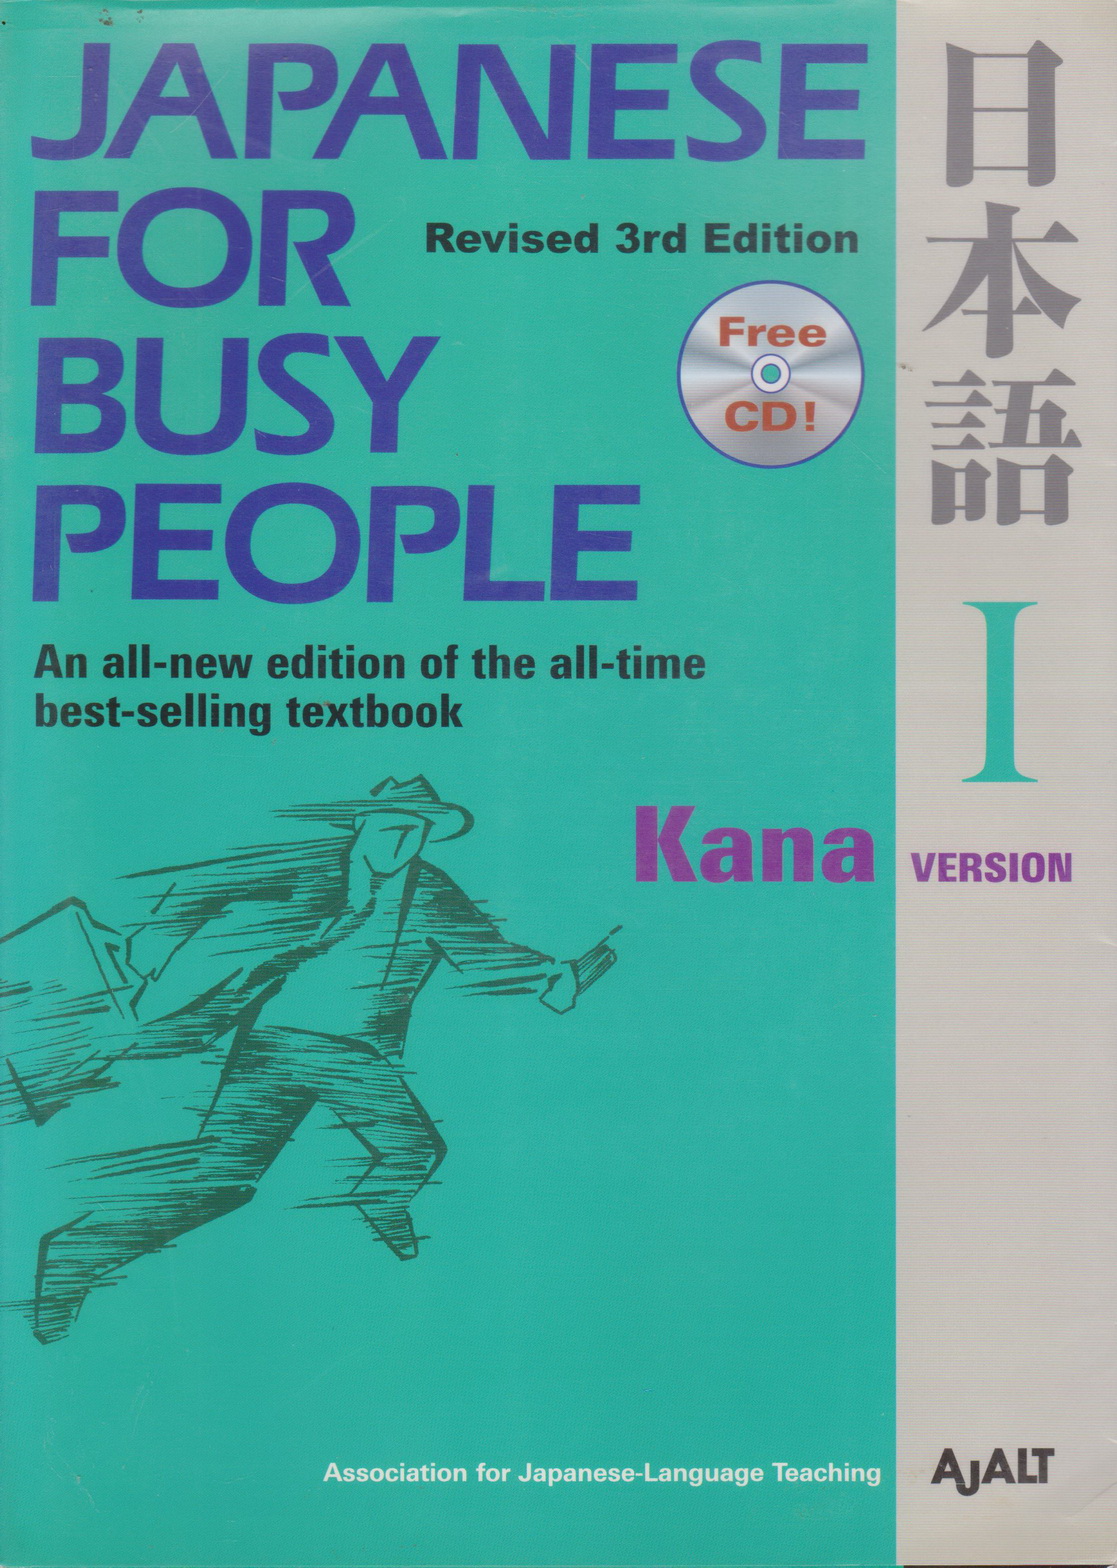 JAPANESE
FOR
Revised 3rd Edition
BUSY
Free
CD!
PEOPLE
An all-new edition of the all-time
best-selling textbook
Kana
日本語
I
VERSION
Association for Japanese-Language Teaching
AJALT